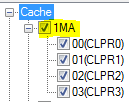 Cache
1MA
00(CLPR0)
01(CLPR1)
02(CLPR2)
03(CLPR3)